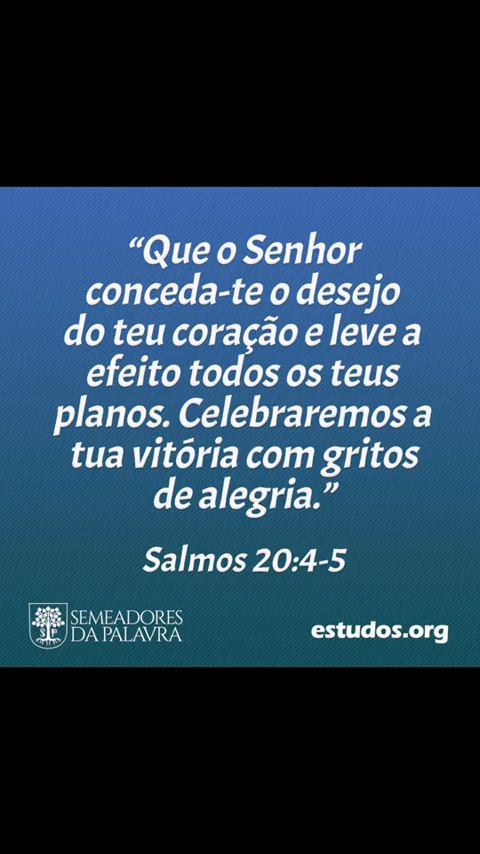 “Que o Senhor
conceda-te o desejo
do teu coração e leve a
efeito todos os teus
planos. Celebraremos a
tua vitória com gritos
de alegria.”
Salmos 20:4-5
SEMEADORES
DA PALAVRA
S P
estudos.org